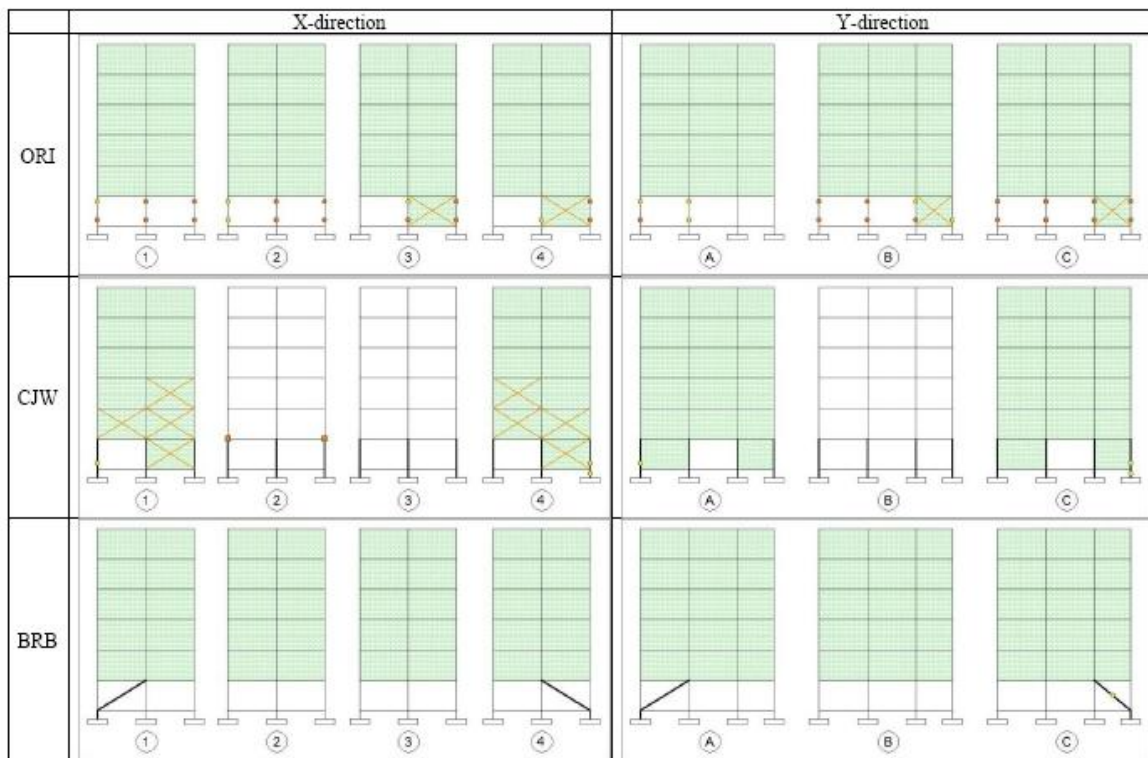 X-direction Y-direction
ORI
1 2 3 4 A B C
CJW
1 2 3 4 A B C
BRB
1 2 3 4 A B C